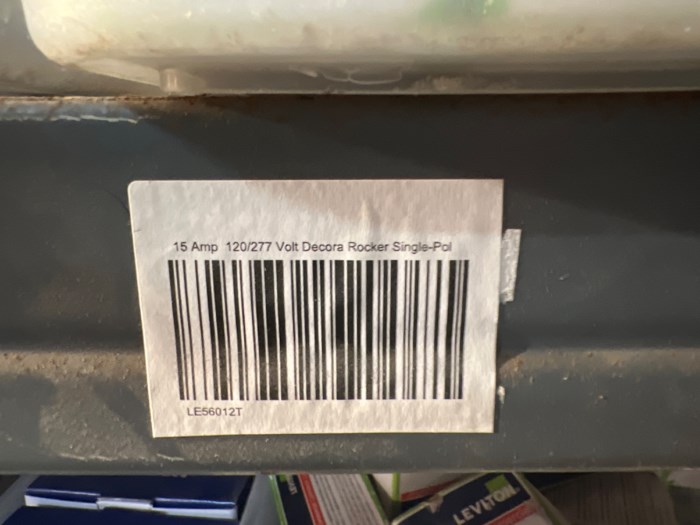 15 Amp 120/277 Volt Decora Rocker Single-Pol
LE56012T
LEVITON